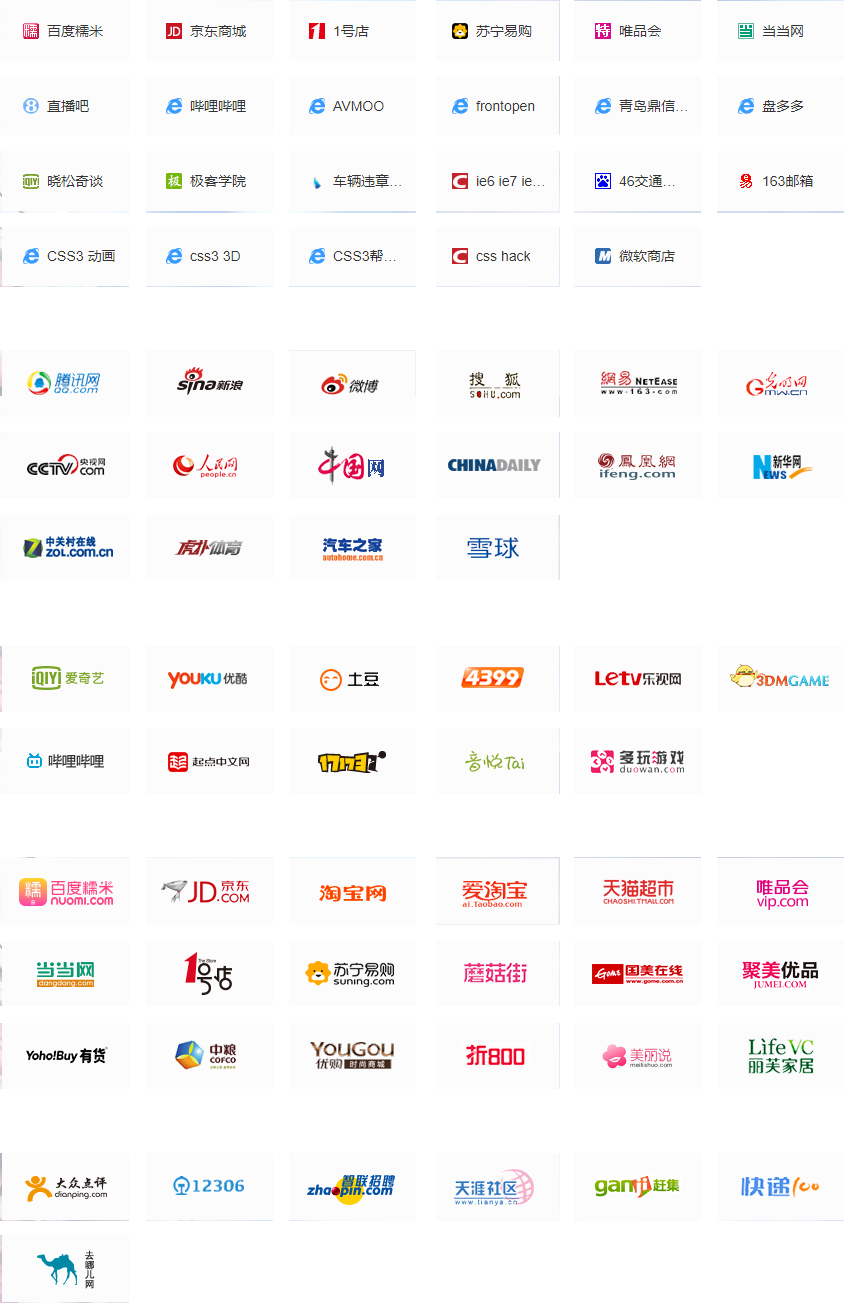 百度糯米 京东商城 1号店 苏宁易购 唯品会 当当网
直播吧 哔哩哔哩 AVMOO frontopen 青岛鼎信... 盘多多
晓松奇谈 极客学院 车辆违章... ie6 ie7 ie... 46交通... 163邮箱
CSS3 动画 css3 3D CSS3帮... css hack 微软商店
腾讯网 QQ.com sina新浪 微博 搜狐 SOHU.com 網易 NETEASE www.163.com 光明网 GMW.CN
CCTV.com 央视网 人民网 people.cn 中国网 CHINADAILY 鳳凰網 ifeng.com 新华网 NEWS
中关村在线 ZOL.COM.CN 虎扑体育 汽车之家 autohome.com.cn 雪球
iQIYI 爱奇艺 YOUKU 优酷 土豆 4399 Letv乐视网 3DMGAME
哔哩哔哩 起点中文网 17173 音悦Tai 多玩游戏 duowan.com
糯 百度糯米 nuomi.com JD.COM 京东 淘宝网 爱淘宝 ai.Taobao.com 天猫超市 CHAOSHI.TMALL.COM 唯品会 vip.com
当当网 dangdang.com The Store 1号店 苏宁易购 suning.com 蘑菇街 GOME 国美在线 www.gome.com.cn 聚美优品 JUMEI.COM
Yoho!Buy 有货 中粮 COFCO YOUGOU 优购 时尚商城 折800 美丽说 meilishuo.com LifeVC 丽芙家居
大众点评 dianping.com 12306 智联招聘 zhaopin.com 天涯社区 www.tianya.cn ganji 赶集 快递100
去哪儿网